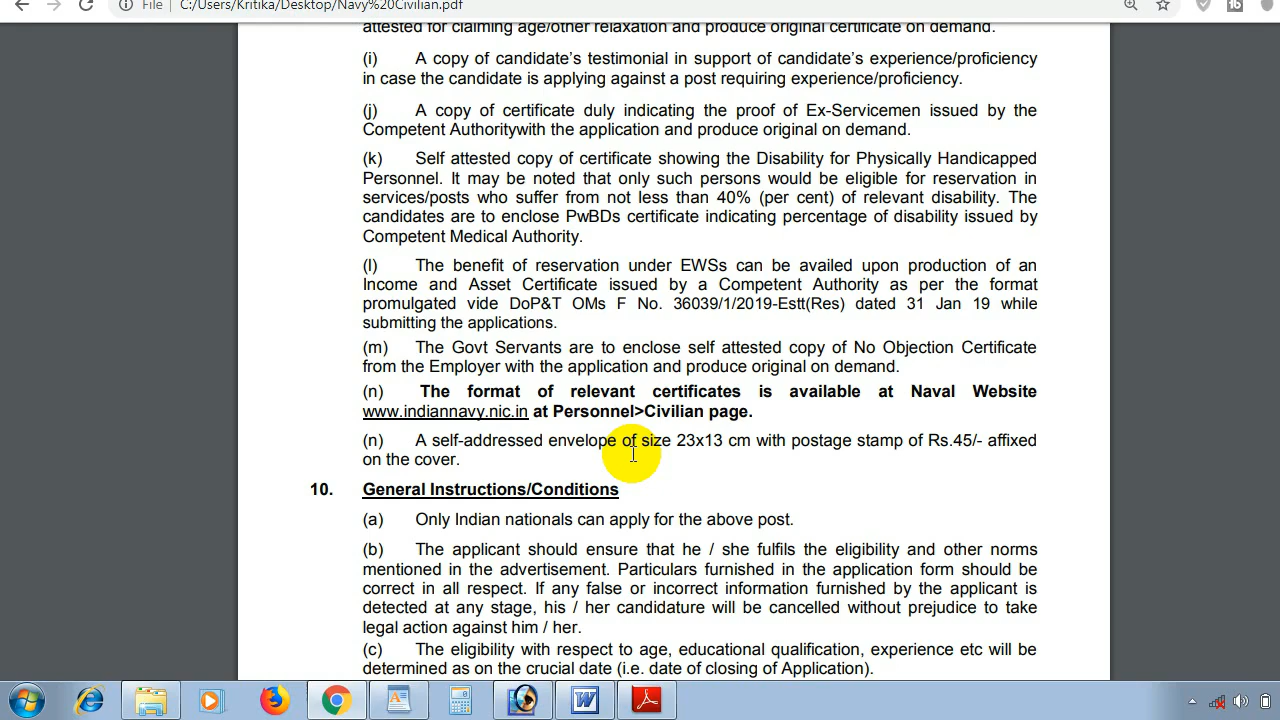 File | C:/Users/Kritika/Desktop/Navy%20Civilian.pdf
attested for claiming age/other relaxation and produce original certificate on demand.
(i) A copy of candidate's testimonial in support of candidate's experience/proficiency
in case the candidate is applying against a post requiring experience/proficiency.
(j) A copy of certificate duly indicating the proof of Ex-Servicemen issued by the
Competent Authoritywith the application and produce original on demand.
(k) Self attested copy of certificate showing the Disability for Physically Handicapped
Personnel. It may be noted that only such persons would be eligible for reservation in
services/posts who suffer from not less than 40% (per cent) of relevant disability. The
candidates are to enclose PwBDs certificate indicating percentage of disability issued by
Competent Medical Authority.
(l) The benefit of reservation under EWSs can be availed upon production of an
Income and Asset Certificate issued by a Competent Authority as per the format
promulgated vide DoP&T OMs F No. 36039/1/2019-Estt(Res) dated 31 Jan 19 while
submitting the applications.
(m) The Govt Servants are to enclose self attested copy of No Objection Certificate
from the Employer with the application and produce original on demand.
(n) The format of relevant certificates is available at Naval Website
www.indiannavy.nic.in at Personnel>Civilian page.
(n) A self-addressed envelope of size 23x13 cm with postage stamp of Rs.45/- affixed
on the cover.
10. General Instructions/Conditions
(a) Only Indian nationals can apply for the above post.
(b) The applicant should ensure that he / she fulfils the eligibility and other norms
mentioned in the advertisement. Particulars furnished in the application form should be
correct in all respect. If any false or incorrect information furnished by the applicant is
detected at any stage, his / her candidature will be cancelled without prejudice to take
legal action against him / her.
(c) The eligibility with respect to age, educational qualification, experience etc will be
determined as on the crucial date (i.e. date of closing of Application).